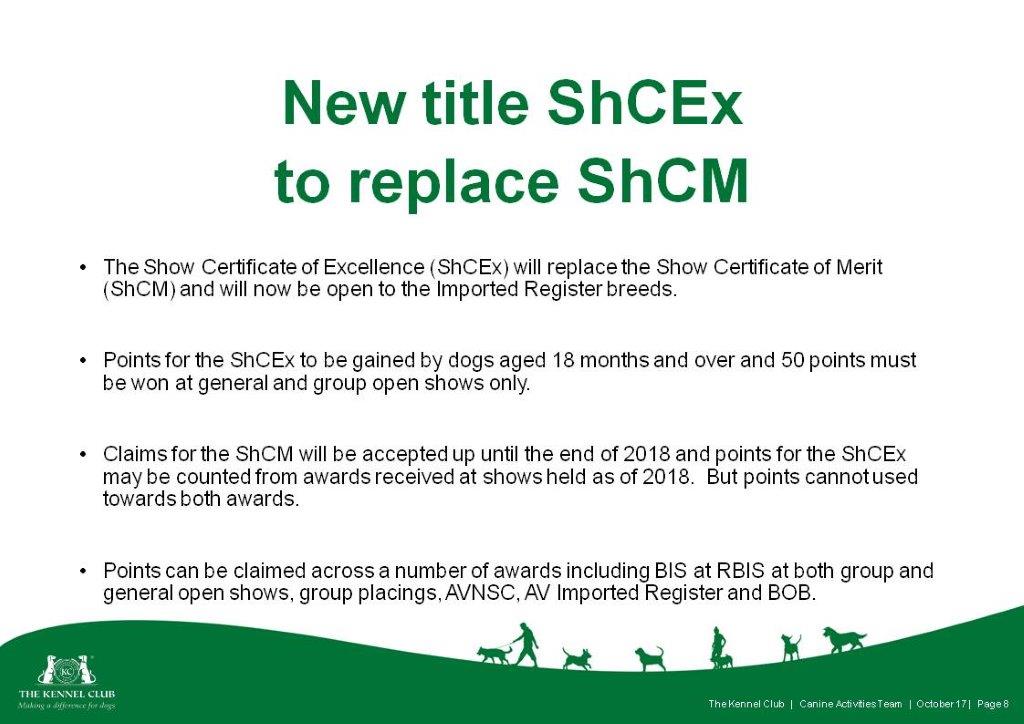 New title ShCEx
to replace ShCM
• The Show Certificate of Excellence (ShCEx) will replace the Show Certificate of Merit
(ShCM) and will now be open to the Imported Register breeds.
• Points for the ShCEx to be gained by dogs aged 18 months and over and 50 points must
be won at general and group open shows only.
• Claims for the ShCM will be accepted up until the end of 2018 and points for the ShCEx
may be counted from awards received at shows held as of 2018. But points cannot used
towards both awards.
• Points can be claimed across a number of awards including BIS at RBIS at both group and
general open shows, group placings, AVNSC, AV Imported Register and BOB.
KC
THE KENNEL CLUB
Making a difference for dogs
The Kennel Club | Canine Activities Team | October 17 | Page 8